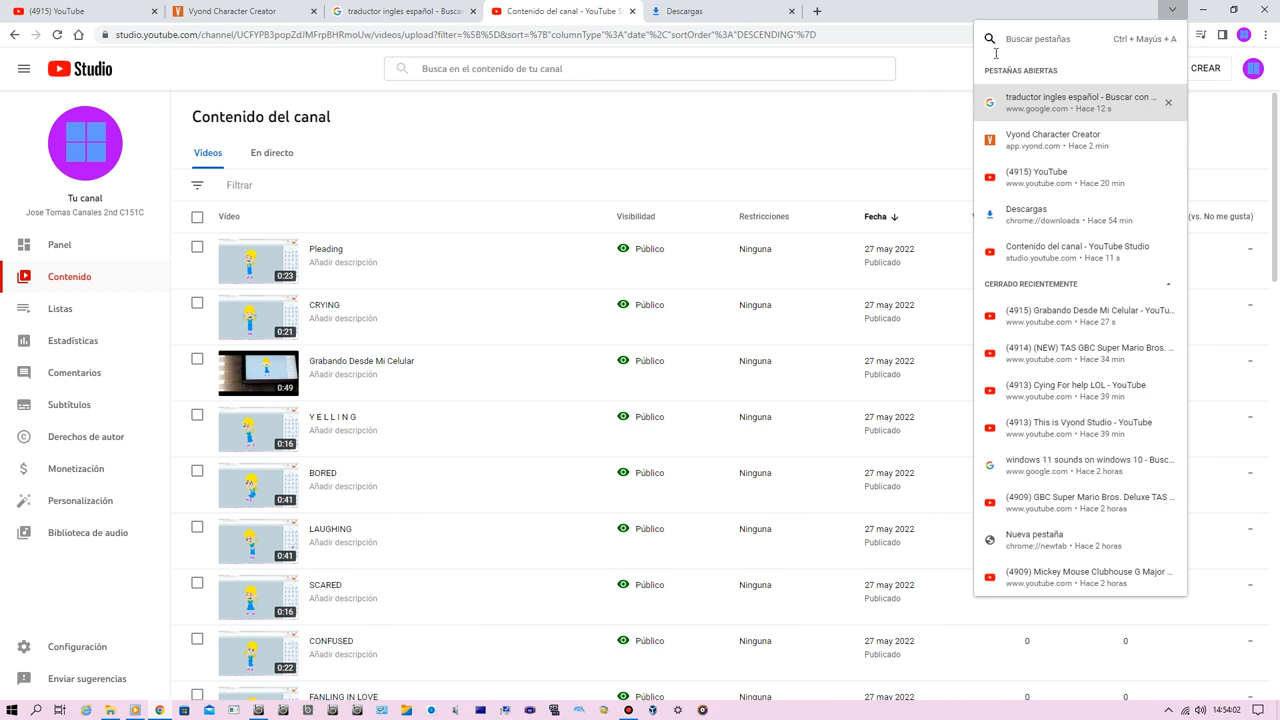 (4915) YouTube
Vyond Character Creator
traductor ingles español - Buscar
Contenido del canal - YouTube S
Descargas
studio.youtube.com/channel/UCFYPB3popZdJMFrpBHrowMw/videos/upload?filter=%5B%5D&sort=%7B"columnType"%3A"date"%2C"sortOrder"%3A"DESCENDING"%7D
Studio
Busca en el contenido de tu canal
CREAR
Buscar pestañas
Ctrl + Mayús + A
PESTAÑAS ABIERTAS
traductor ingles español - Buscar con ...
www.google.com • Hace 12 s
Vyond Character Creator
app.vyond.com • Hace 2 min
(4915) YouTube
www.youtube.com • Hace 20 min
Descargas
chrome://downloads • Hace 54 min
Contenido del canal - YouTube Studio
studio.youtube.com • Hace 11 s
CERRADO RECIENTEMENTE
(4915) Grabando Desde Mi Celular - YouTu...
www.youtube.com • Hace 27 s
(4914) (NEW) TAS GBC Super Mario Bros. ...
www.youtube.com • Hace 34 min
(4913) Cying For help LOL - YouTube
www.youtube.com • Hace 39 min
(4913) This is Vyond Studio - YouTube
www.youtube.com • Hace 39 min
windows 11 sounds on windows 10 - Busc...
www.google.com • Hace 2 horas
(4909) GBC Super Mario Bros. Deluxe TAS ...
www.youtube.com • Hace 2 horas
Nueva pestaña
chrome://newtab • Hace 2 horas
(4909) Mickey Mouse Clubhouse G Major ...
www.youtube.com • Hace 2 horas
Tu canal
Jose Tomas Canales 2nd C151C
Panel
Contenido
Listas
Estadísticas
Comentarios
Subtítulos
Derechos de autor
Monetización
Personalización
Biblioteca de audio
Configuración
Enviar sugerencias
Contenido del canal
Vídeos
En directo
Filtrar
Vídeo
Visibilidad
Restricciones
Fecha
(vs. No me gusta)
0:23
Pleading
Añadir descripción
Público
Ninguna
27 may 2022
Publicado
–
0:21
CRYING
Añadir descripción
Público
Ninguna
27 may 2022
Publicado
–
0:49
Grabando Desde Mi Celular
Añadir descripción
Público
Ninguna
27 may 2022
Publicado
–
0:16
Y E L L I N G
Añadir descripción
Público
Ninguna
27 may 2022
Publicado
–
0:41
BORED
Añadir descripción
Público
Ninguna
27 may 2022
Publicado
–
0:41
LAUGHING
Añadir descripción
Público
Ninguna
27 may 2022
Publicado
–
0:16
SCARED
Añadir descripción
Público
Ninguna
27 may 2022
Publicado
–
0:22
CONFUSED
Añadir descripción
Público
Ninguna
27 may 2022
Publicado
0
0
–
FANLING IN LOVE
Público
Ninguna
27 may 2022
0
0
–
14:54:02